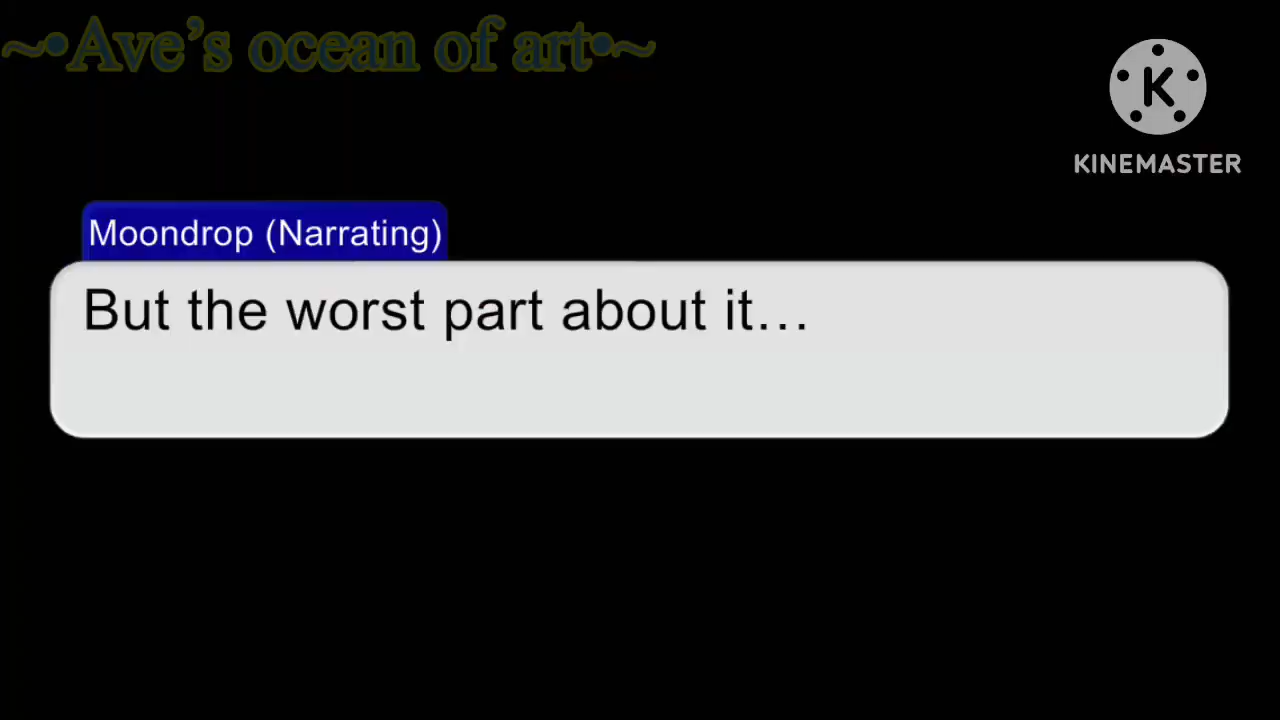 ~•Ave’s ocean of art•~
K
KINEMASTER
Moondrop (Narrating)
But the worst part about it…